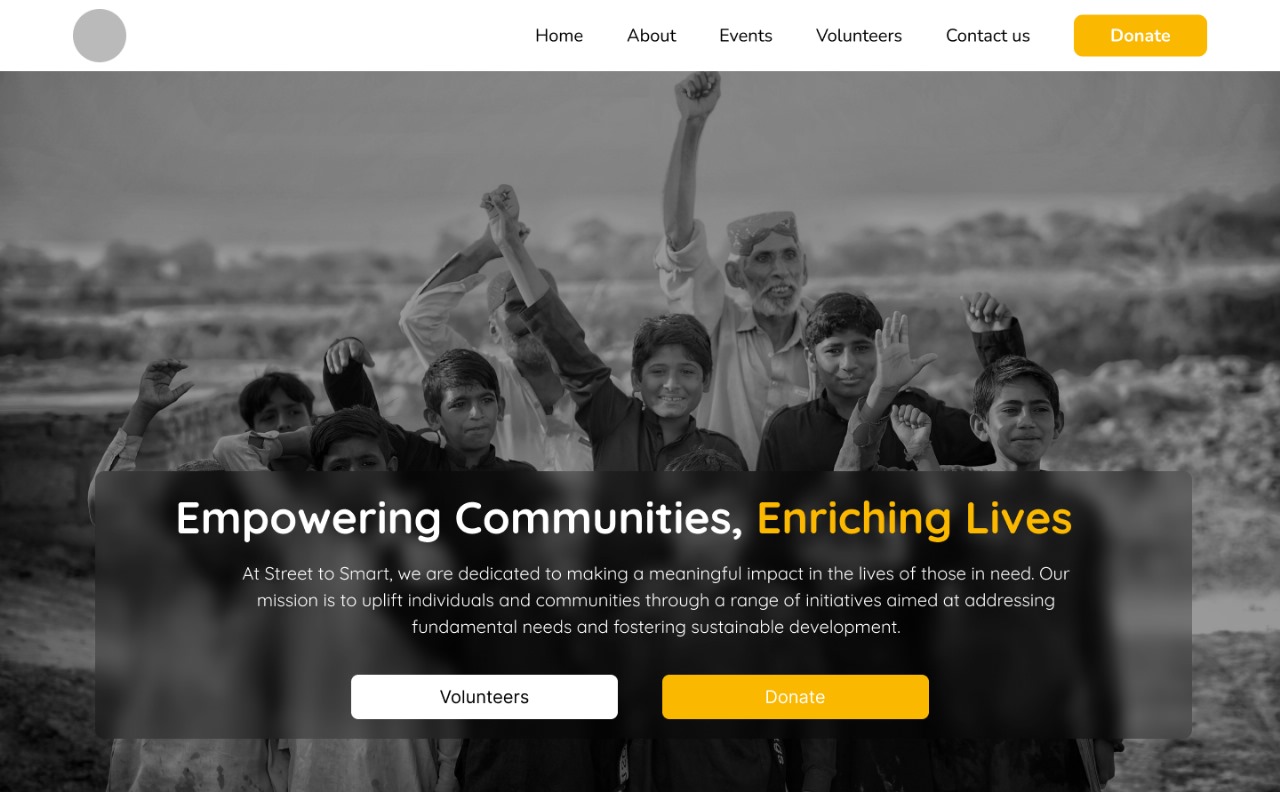 Home About Events Volunteers Contact us Donate
Empowering Communities, Enriching Lives
At Street to Smart, we are dedicated to making a meaningful impact in the lives of those in need. Our
mission is to uplift individuals and communities through a range of initiatives aimed at addressing
fundamental needs and fostering sustainable development.
Volunteers Donate